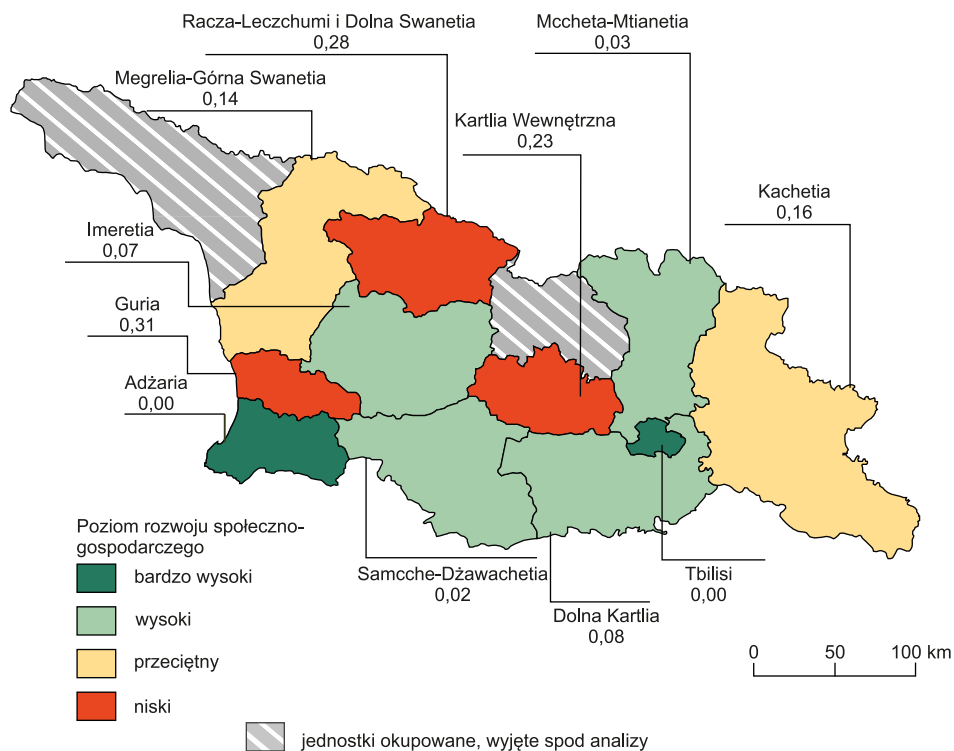 Racza-Leczchumi i Dolna Swanetia
0,28
Mccheta-Mtianetia
0,03
Megrelia-Górna Swanetia
0,14
Kartlia Wewnętrzna
0,23
Kachetia
0,16
Imeretia
0,07
Guria
0,31
Adżaria
0,00
Samcche-Dżawachetia
0,02
Dolna Kartlia
0,08
Tbilisi
0,00
Poziom rozwoju społeczno-
gospodarczego
bardzo wysoki
wysoki
przeciętny
niski
jednostki okupowane, wyjęte spod analizy
0 50 100 km